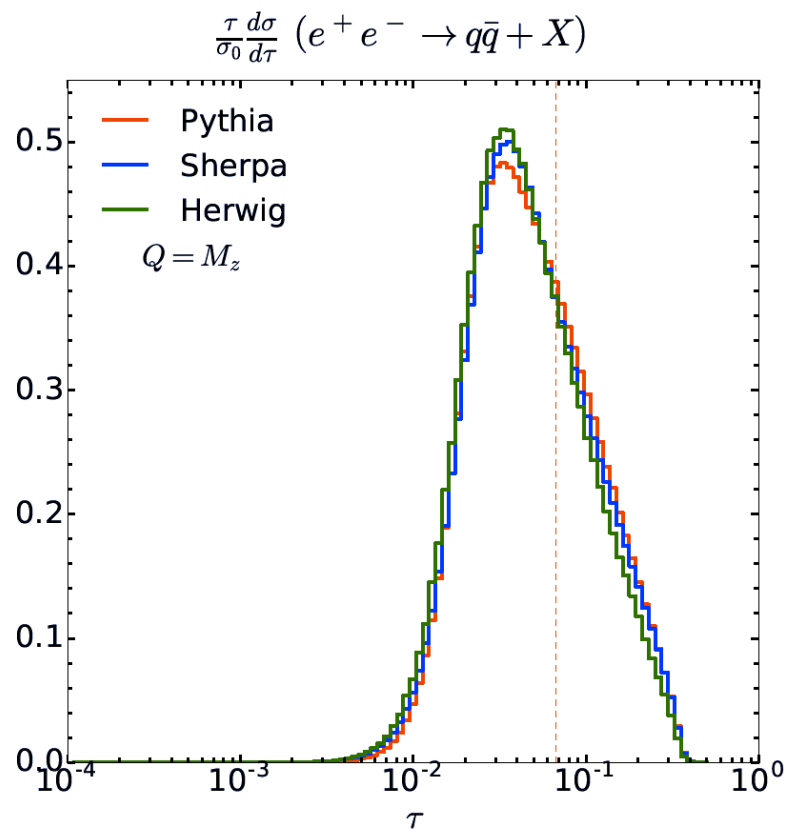 τ/σ₀ dσ/dτ (e⁺e⁻ → qq̄ + X)
Pythia
Sherpa
Herwig
Q = M_z
0.5
0.4
0.3
0.2
0.1
0.0
10⁻⁴ 10⁻³ 10⁻² 10⁻¹ 10⁰
τ